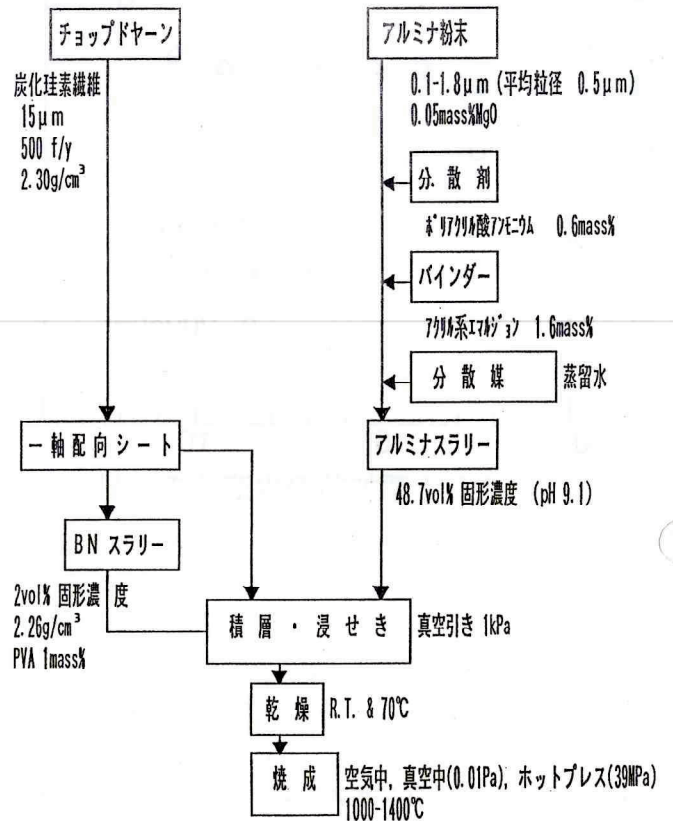 チョップドヤーン
炭化珪素繊維
15μm
500 f/y
2.30g/cm³
アルミナ粉末
0.1-1.8μm (平均粒径 0.5μm)
0.05mass%MgO
分散剤
ポリアクリル酸アンモニウム 0.6mass%
バインダー
アクリル系エマルジョン 1.6mass%
分散媒 蒸留水
一軸配向シート
アルミナスラリー
48.7vol% 固形濃度 (pH 9.1)
BN スラリー
2vol% 固形濃度
2.26g/cm³
PVA 1mass%
積層・浸せき 真空引き 1kPa
乾燥 R.T. & 70℃
焼成 空気中, 真空中(0.01Pa), ホットプレス(39MPa)
1000-1400℃